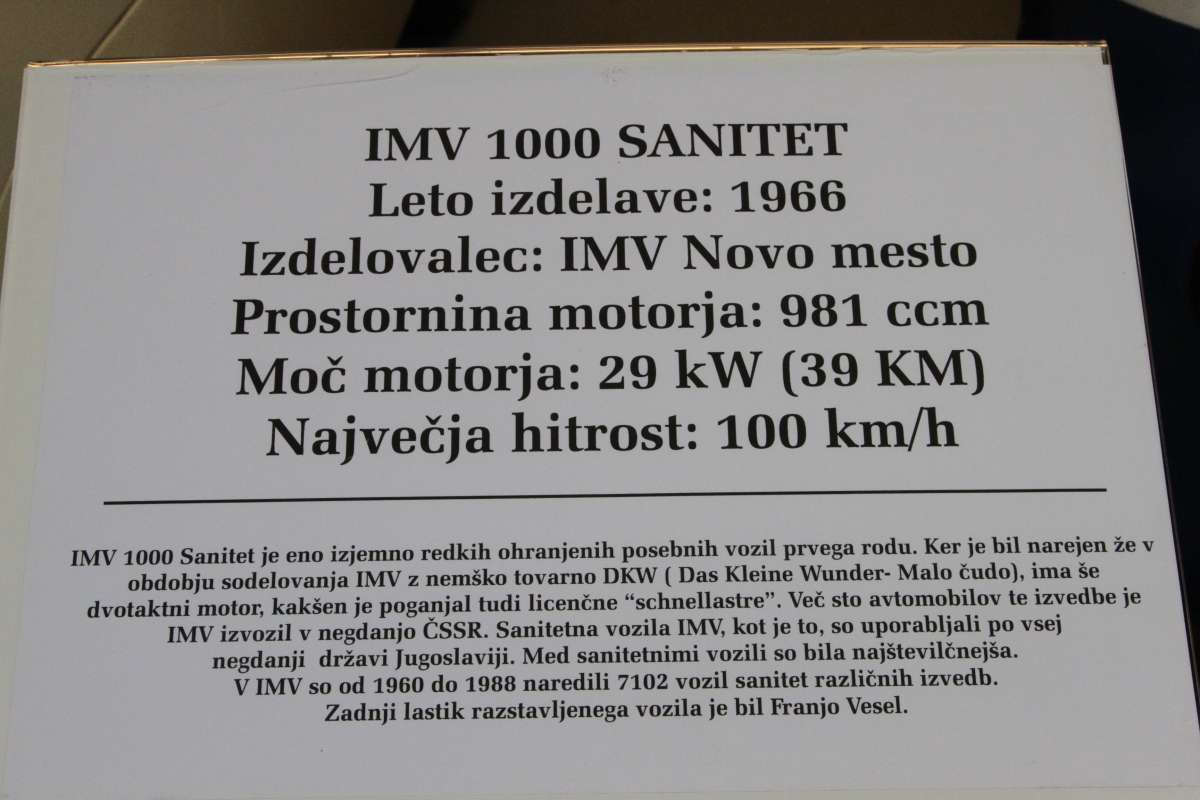 IMV 1000 SANITET
Leto izdelave: 1966
Izdelovalec: IMV Novo mesto
Prostornina motorja: 981 ccm
Moč motorja: 29 kW (39 KM)
Največja hitrost: 100 km/h
IMV 1000 Sanitet je eno izjemno redkih ohranjenih posebnih vozil prvega rodu. Ker je bil narejen že v
obdobju sodelovanja IMV z nemško tovarno DKW ( Das Kleine Wunder- Malo čudo), ima še
dvotaktni motor, kakšen je poganjal tudi licenčne “schnellastre”. Več sto avtomobilov te izvedbe je
IMV izvozil v negdanjo ČSSR. Sanitetna vozila IMV, kot je to, so uporabljali po vsej
negdanji  državi Jugoslaviji. Med sanitetnimi vozili so bila najštevilčnejša.
V IMV so od 1960 do 1988 naredili 7102 vozil sanitet različnih izvedb.
Zadnji lastik razstavljenega vozila je bil Franjo Vesel.